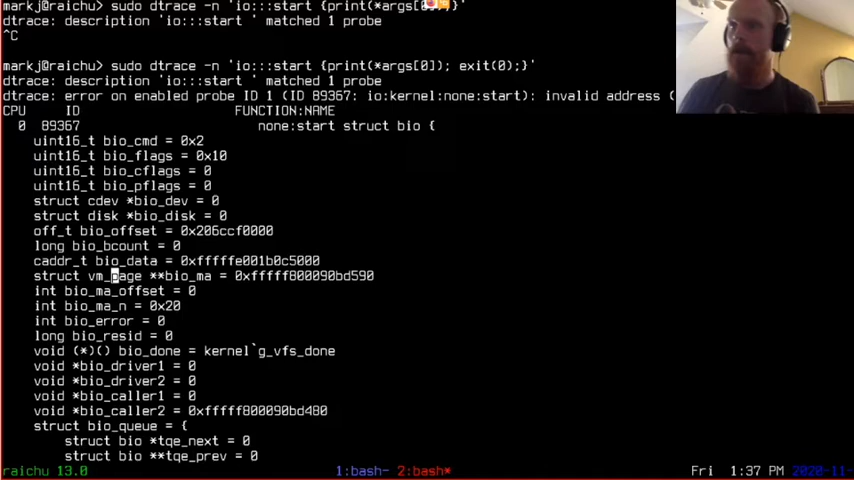 markj@raichu> sudo dtrace -n 'io:::start {print(*args[0
dtrace: description 'io:::start ' matched 1 probe
^C
markj@raichu> sudo dtrace -n 'io:::start {print(*args[0]); exit(0);}'
dtrace: description 'io:::start ' matched 1 probe
dtrace: error on enabled probe ID 1 (ID 89367: io:kernel:none:start): invalid address (
CPU ID FUNCTION:NAME
0 89367 none:start struct bio {
uint16_t bio_cmd = 0x2
uint16_t bio_flags = 0x10
uint16_t bio_cflags = 0
uint16_t bio_pflags = 0
struct cdev *bio_dev = 0
struct disk *bio_disk = 0
off_t bio_offset = 0x206ccf0000
long bio_bcount = 0
caddr_t bio_data = 0xfffffe001b0c5000
struct vm_page **bio_ma = 0xfffff800090bd590
int bio_ma_offset = 0
int bio_ma_n = 0x20
int bio_error = 0
long bio_resid = 0
void (*)() bio_done = kernel`g_vfs_done
void *bio_driver1 = 0
void *bio_driver2 = 0
void *bio_caller1 = 0
void *bio_caller2 = 0xfffff800090bd480
struct bio_queue = {
struct bio *tqe_next = 0
struct bio **tqe_prev = 0
raichu 13.0 1:bash- 2:bash* Fri 1:37 PM 2020-11-